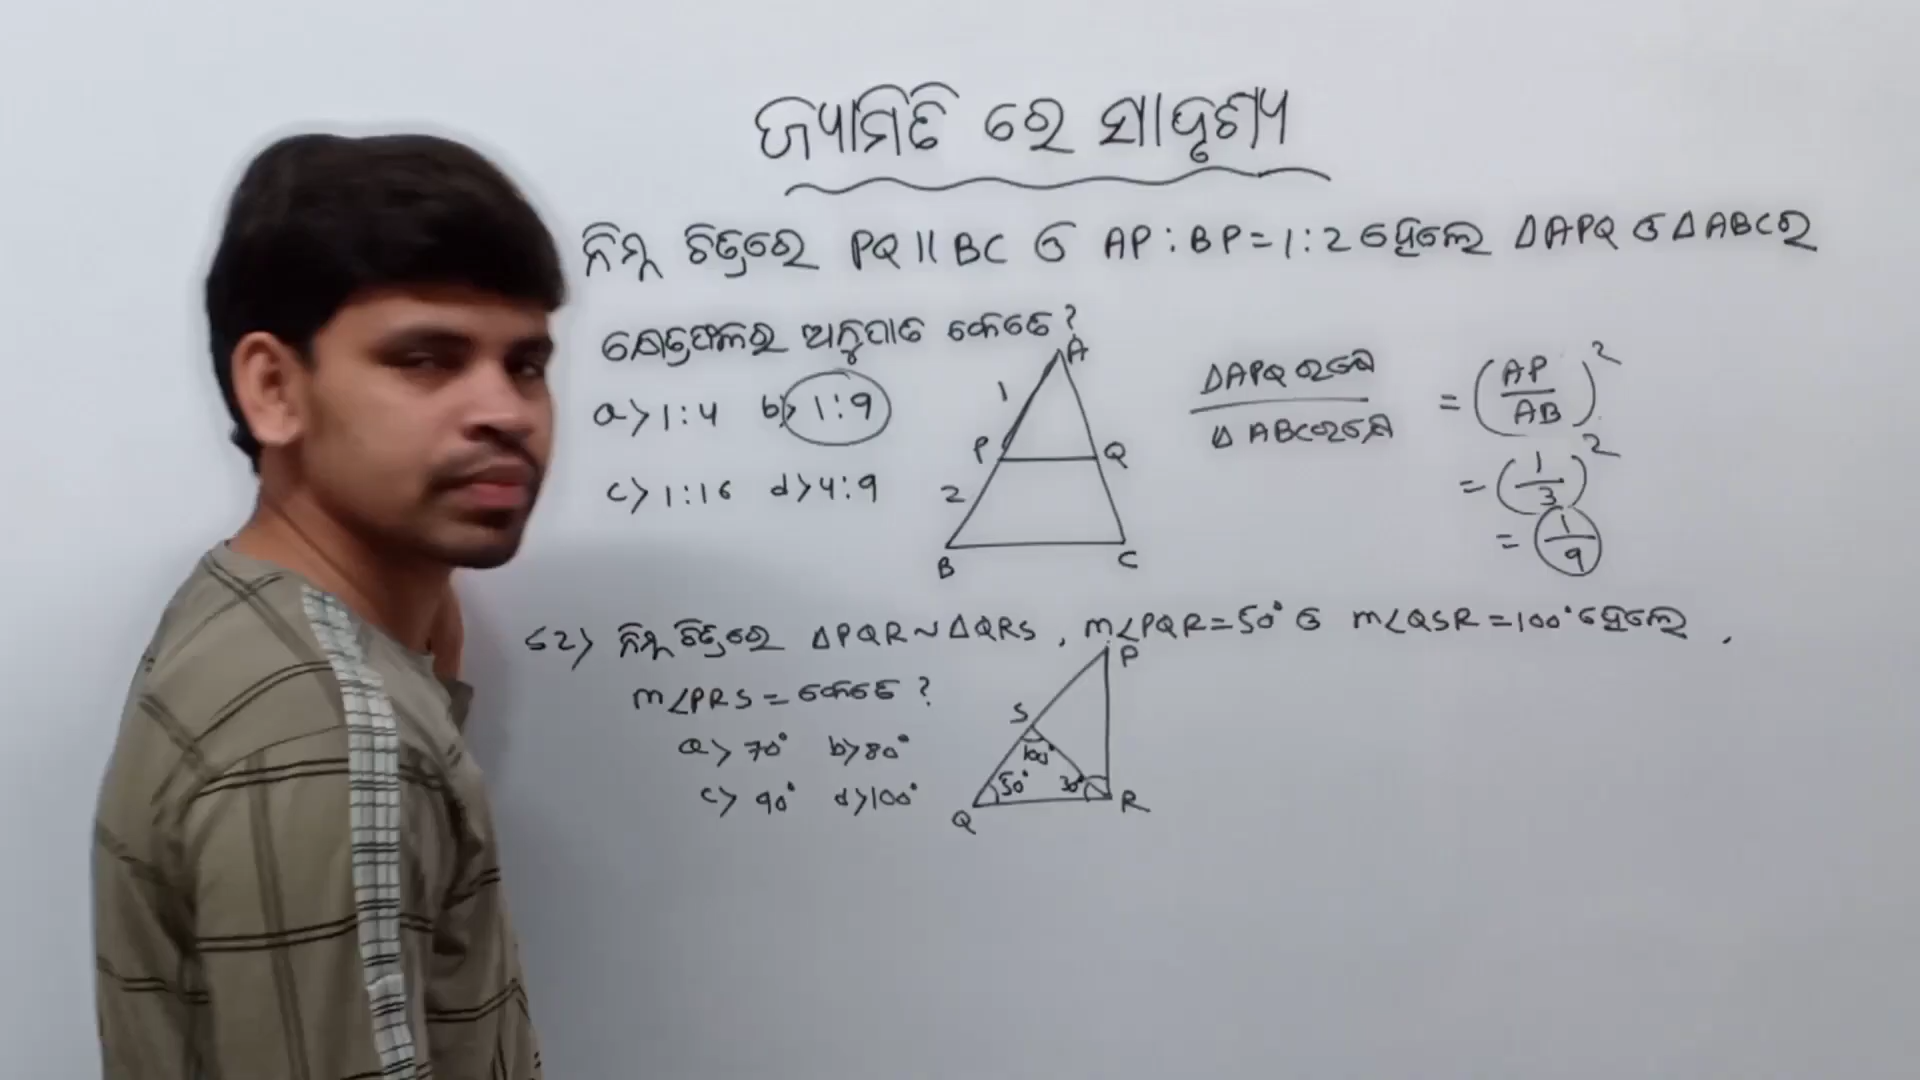 ଜ୍ୟାମିତି ରେ ସାଦୃଶ୍ୟ
ନିମ୍ନ ଚିତ୍ରରେ PQ || BC ଓ AP : BP = 1 : 2 ହେଲେ ΔAPQ ଓ ΔABCର
କ୍ଷେତ୍ରଫଳର ଅନୁପାତ କେତେ ?
a> 1:4 b> 1:9
c> 1:16 d> 4:9
A
1
P Q
2
B C
ΔAPQ ର କ୍ଷେ / Δ ABC ର କ୍ଷେ = (AP/AB)²
= (1/3)²
= 1/9
52) ନିମ୍ନ ଚିତ୍ରରେ ΔPQR ~ ΔQRS , m∠PQR = 50° ଓ m∠QSR = 100° ହେଲେ ,
m∠PRS = କେତେ ?
a> 70° b> 80°
c> 90° d> 100°
P
S
100°
50° 30°
Q R